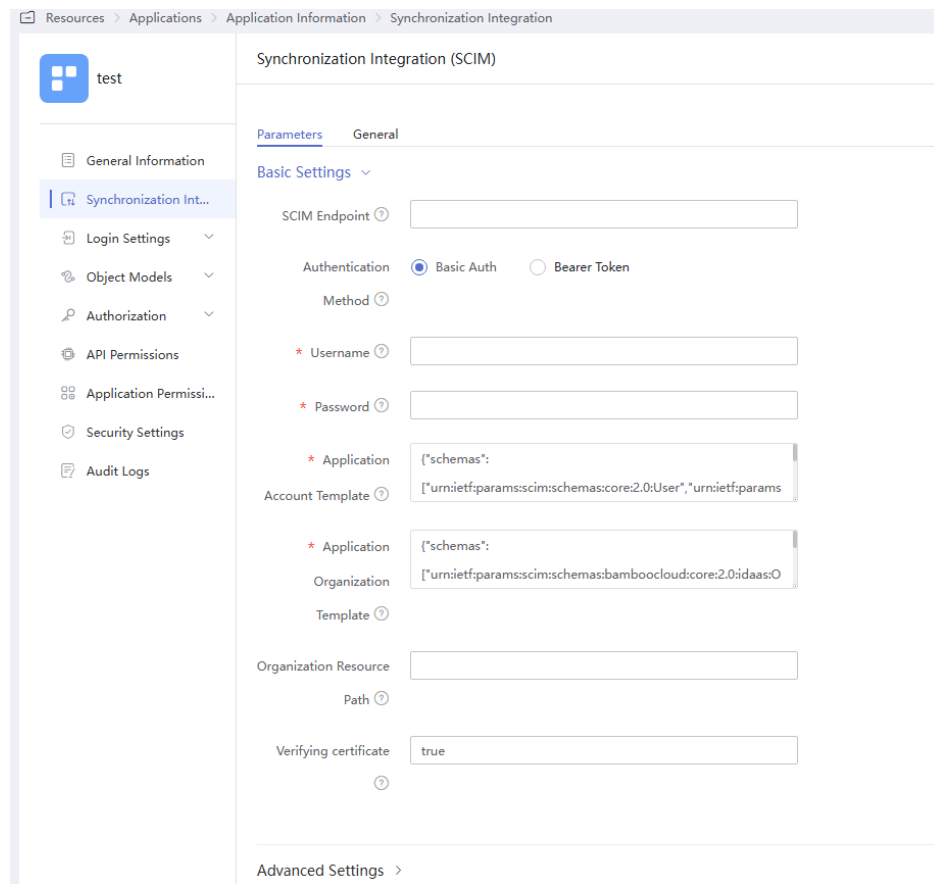 Resources > Applications > Application Information > Synchronization Integration
test
Synchronization Integration (SCIM)
General Information
Synchronization Int...
Login Settings
Object Models
Authorization
API Permissions
Application Permissi...
Security Settings
Audit Logs
Parameters General
Basic Settings
SCIM Endpoint ?
Authentication
Method ?
Basic Auth Bearer Token
* Username ?
* Password ?
* Application
Account Template ?
{"schemas":
["urn:ietf:params:scim:schemas:core:2.0:User","urn:ietf:params
* Application
Organization
Template ?
{"schemas":
["urn:ietf:params:scim:schemas:bamboocloud:core:2.0:idaas:O
Organization Resource
Path ?
Verifying certificate
?
true
Advanced Settings >